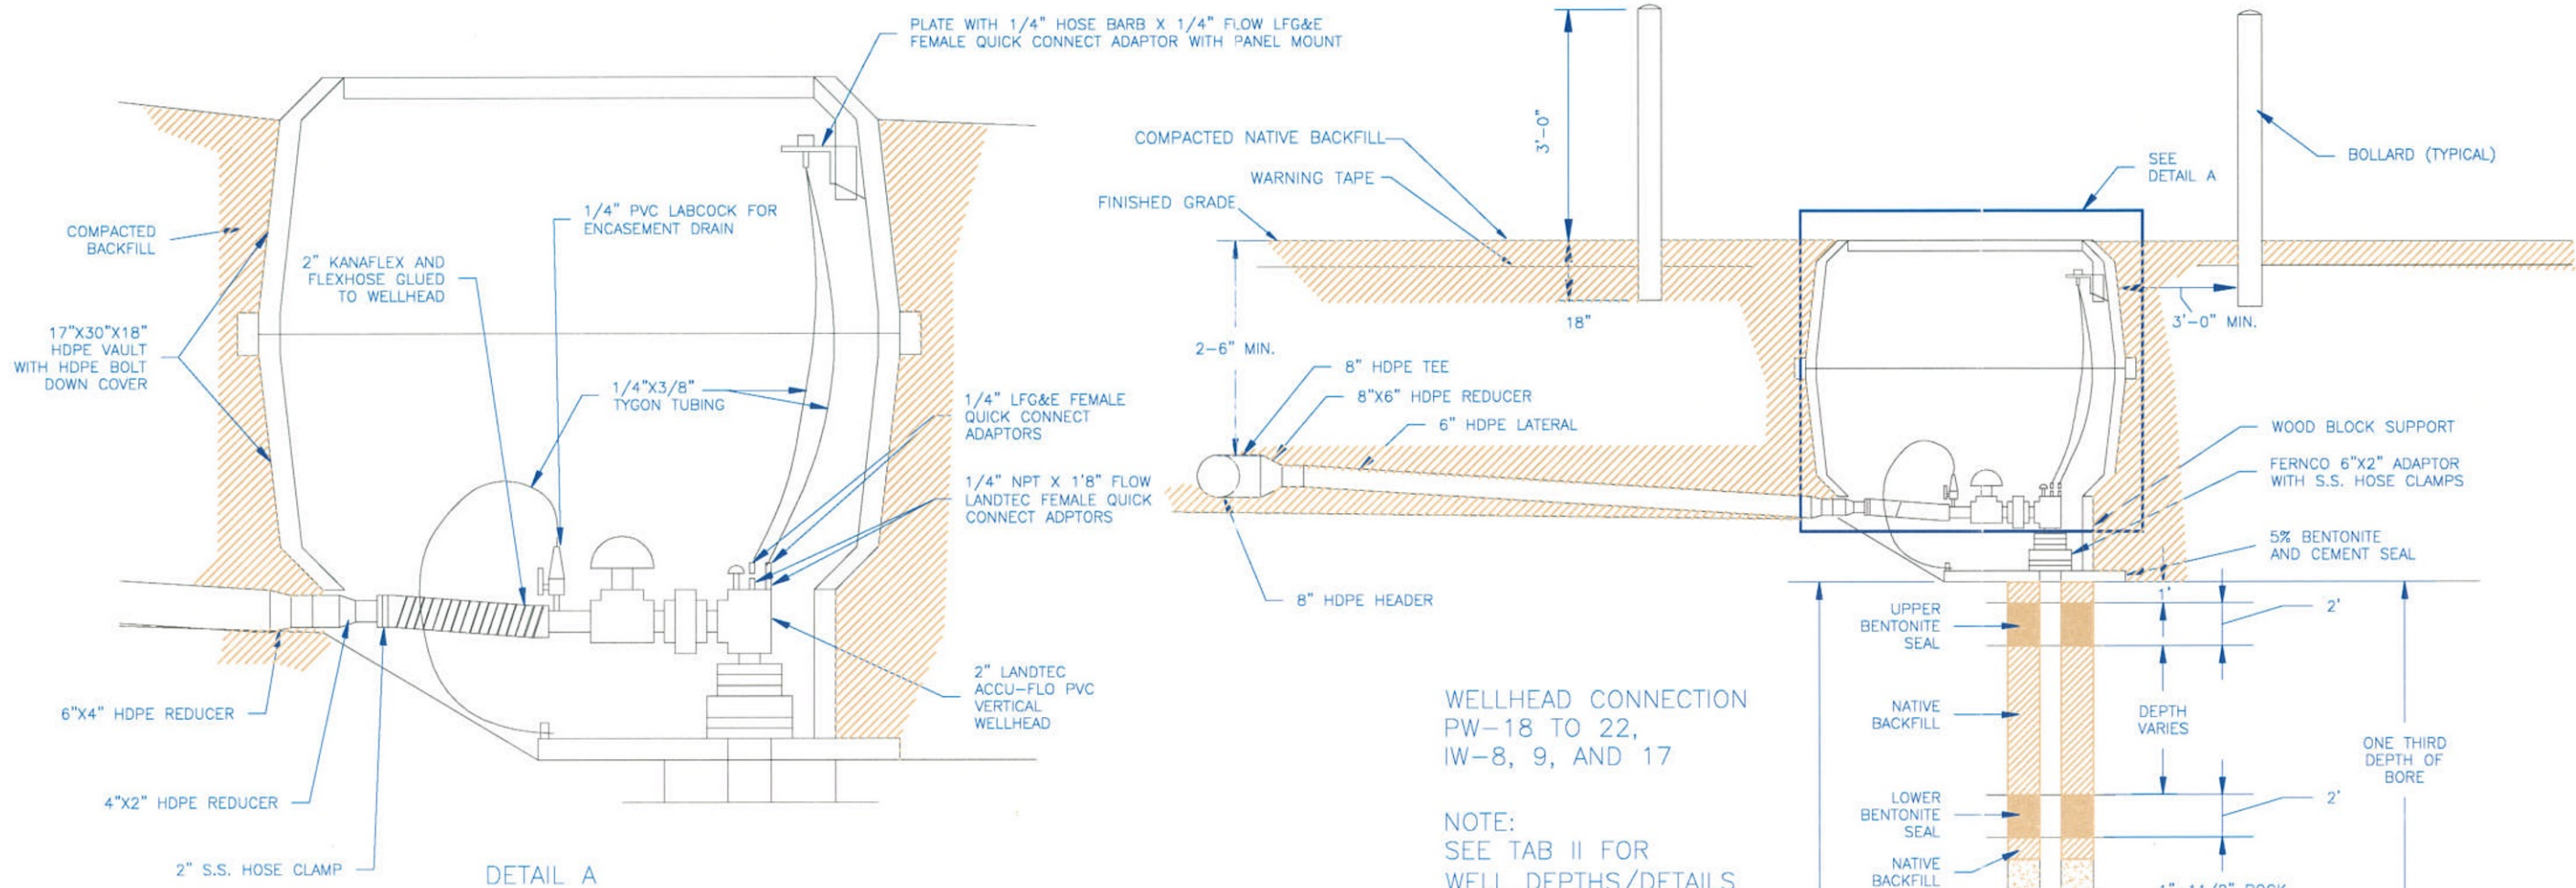 PLATE WITH 1/4" HOSE BARB X 1/4" FLOW LFG&E
FEMALE QUICK CONNECT ADAPTOR WITH PANEL MOUNT
COMPACTED
BACKFILL
1/4" PVC LABCOCK FOR
ENCASEMENT DRAIN
2" KANAFLEX AND
FLEXHOSE GLUED
TO WELLHEAD
17"X30"X18"
HDPE VAULT
WITH HDPE BOLT
DOWN COVER
1/4"X3/8"
TYGON TUBING
1/4" LFG&E FEMALE
QUICK CONNECT
ADAPTORS
1/4" NPT X 1'8" FLOW
LANDTEC FEMALE QUICK
CONNECT ADPTORS
2" LANDTEC
ACCU-FLO PVC
VERTICAL
WELLHEAD
6"X4" HDPE REDUCER
4"X2" HDPE REDUCER
2" S.S. HOSE CLAMP
DETAIL A
COMPACTED NATIVE BACKFILL
WARNING TAPE
FINISHED GRADE
3'-0"
18"
2-6" MIN.
8" HDPE TEE
8"X6" HDPE REDUCER
6" HDPE LATERAL
8" HDPE HEADER
SEE
DETAIL A
BOLLARD (TYPICAL)
3'-0" MIN.
WOOD BLOCK SUPPORT
FERNCO 6"X2" ADAPTOR
WITH S.S. HOSE CLAMPS
5% BENTONITE
AND CEMENT SEAL
1'
2'
UPPER
BENTONITE
SEAL
NATIVE
BACKFILL
DEPTH
VARIES
ONE THIRD
DEPTH OF
BORE
LOWER
BENTONITE
SEAL
2'
NATIVE
BACKFILL
WELLHEAD CONNECTION
PW-18 TO 22,
IW-8, 9, AND 17
NOTE:
SEE TAB II FOR
WELL DEPTHS/DETAILS